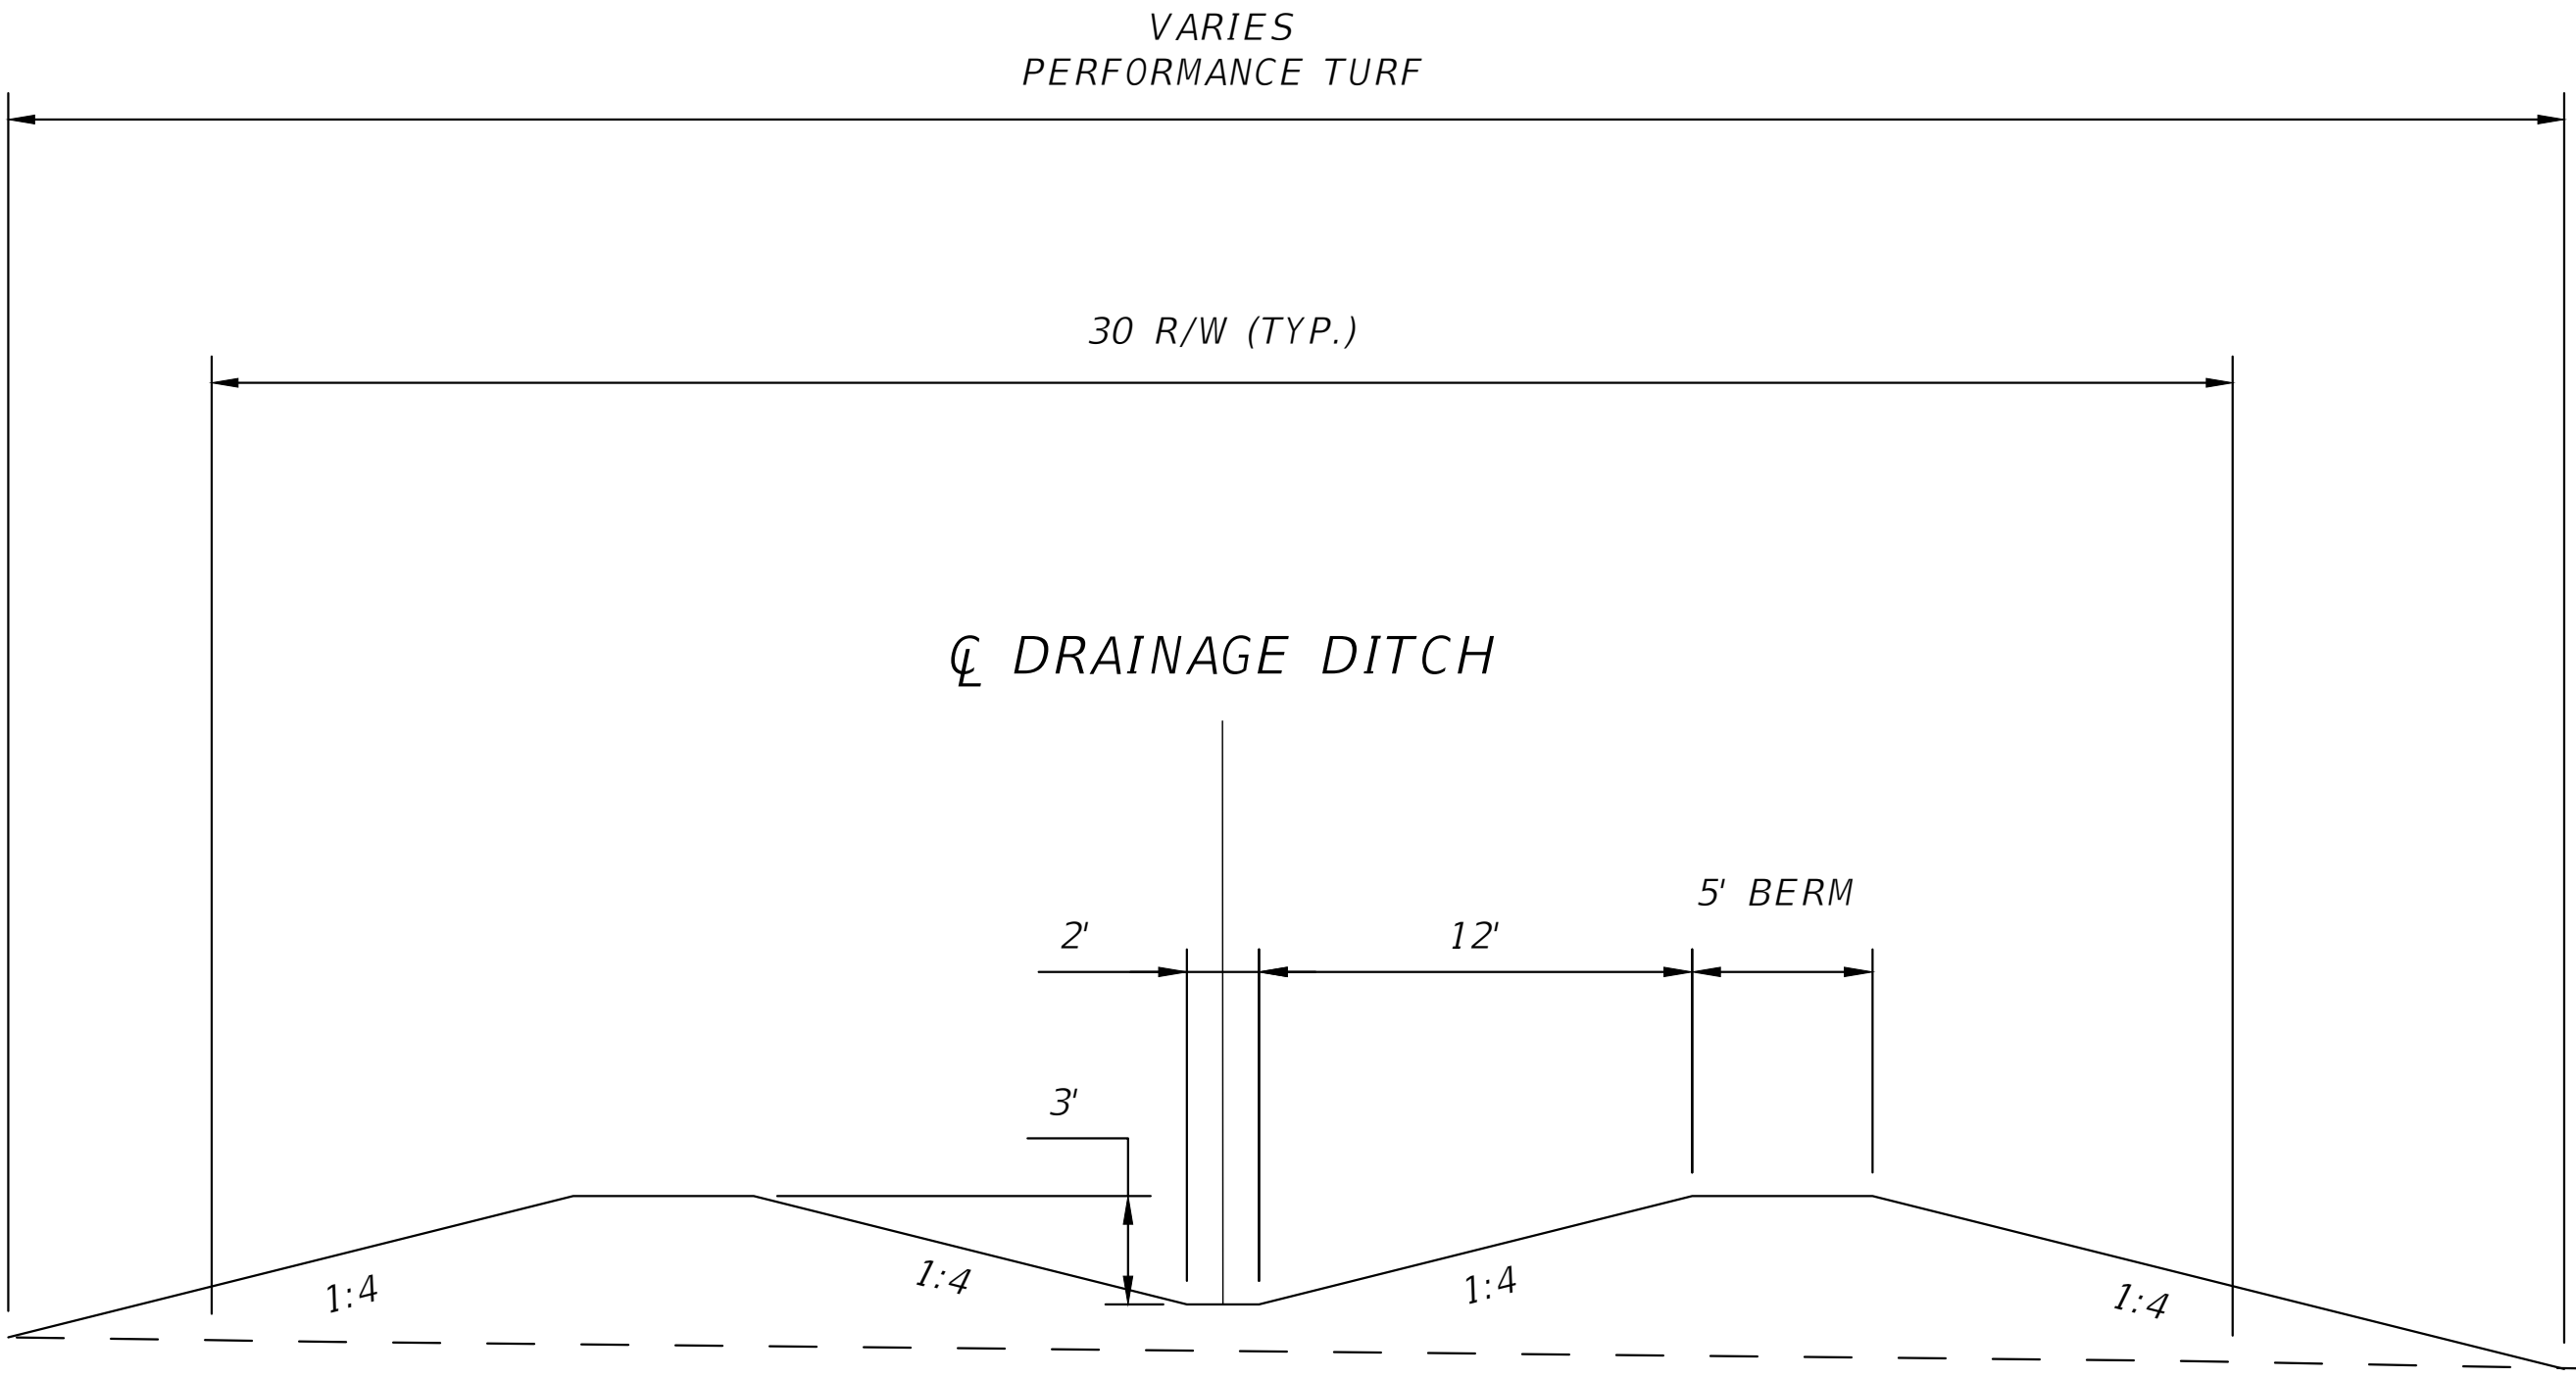 VARIES
PERFORMANCE TURF
30 R/W (TYP.)
℄ DRAINAGE DITCH
5' BERM
2'
12'
3'
1:4
1:4
1:4
1:4